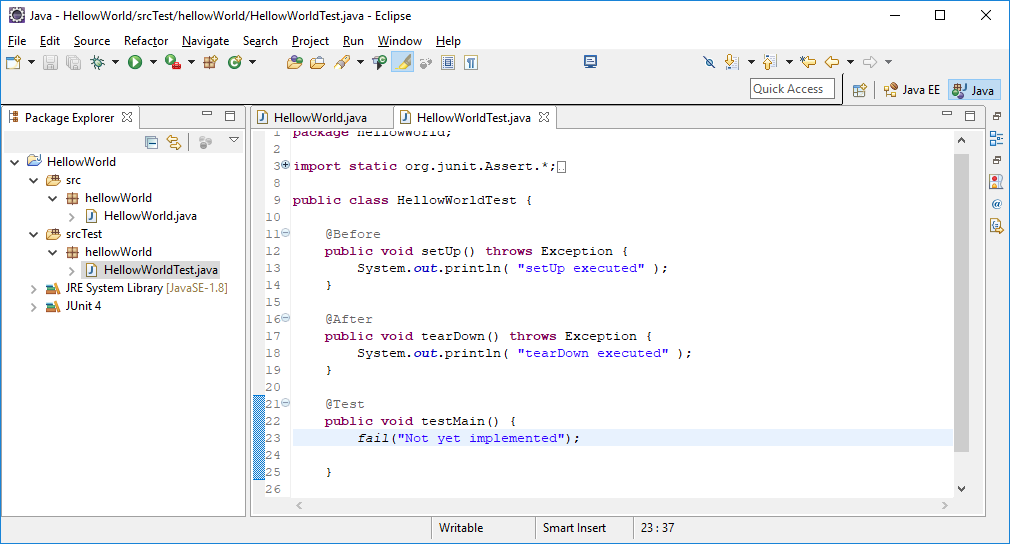 Java - HellowWorld/srcTest/hellowWorld/HellowWorldTest.java - Eclipse
File Edit Source Refactor Navigate Search Project Run Window Help
Quick Access
Java EE
Java
Package Explorer
HellowWorld
src
hellowWorld
HellowWorld.java
srcTest
hellowWorld
HellowWorldTest.java
JRE System Library [JavaSE-1.8]
JUnit 4
HellowWorld.java
HellowWorldTest.java
1 package hellowWorld;
2
3 import static org.junit.Assert.*;
8
9 public class HellowWorldTest {
10
11 @Before
12 public void setUp() throws Exception {
13 System.out.println( "setUp executed" );
14 }
15
16 @After
17 public void tearDown() throws Exception {
18 System.out.println( "tearDown executed" );
19 }
20
21 @Test
22 public void testMain() {
23 fail("Not yet implemented");
24
25 }
26
Writable
Smart Insert
23 : 37